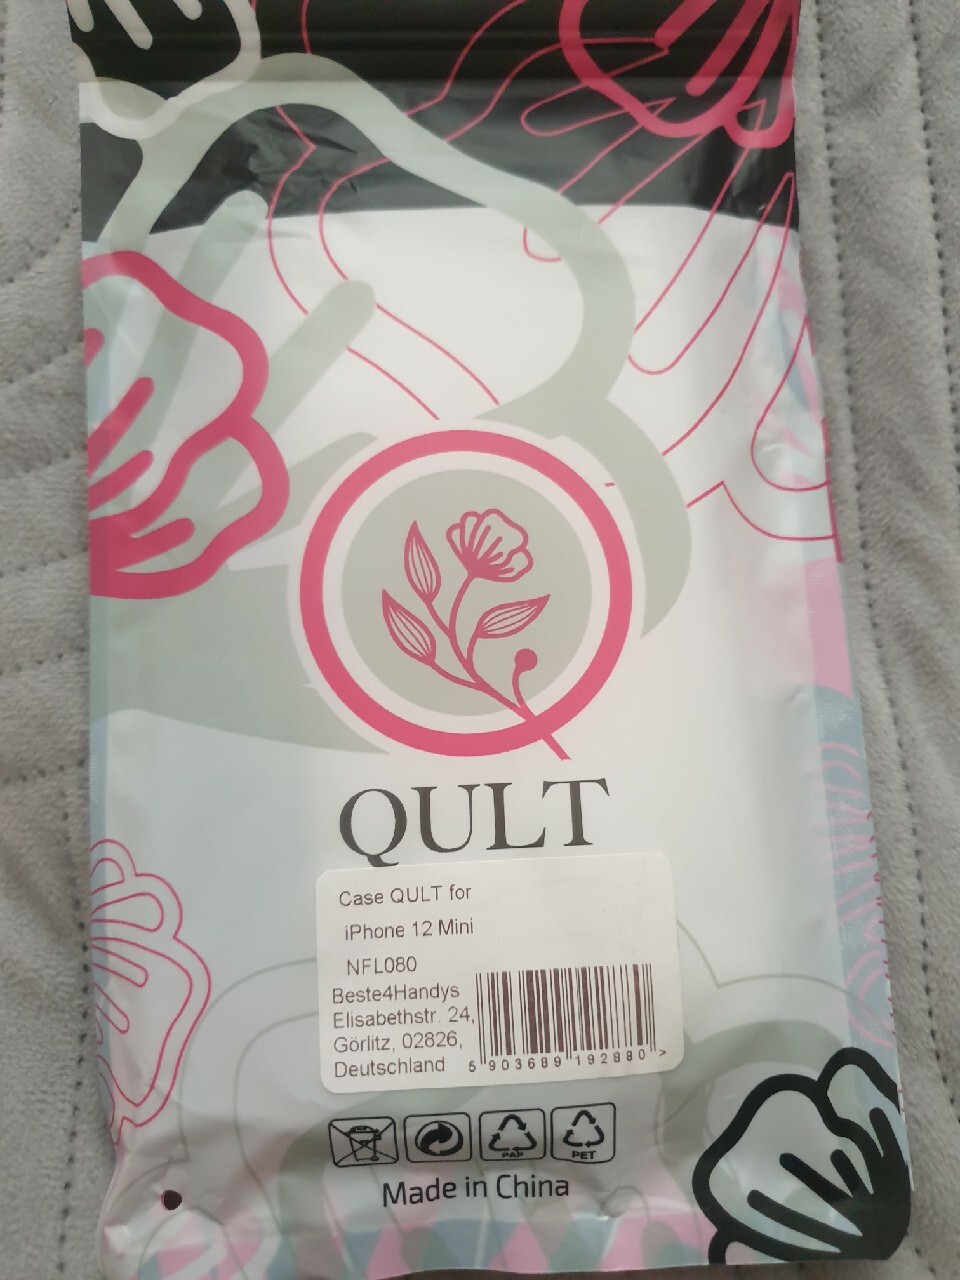 QULT
Case QULT for
iPhone 12 Mini
NFL080
Beste4Handys
Elisabethstr. 24,
Görlitz, 02826,
Deutschland
5 903689 192880 >
PAP
PET
Made in China